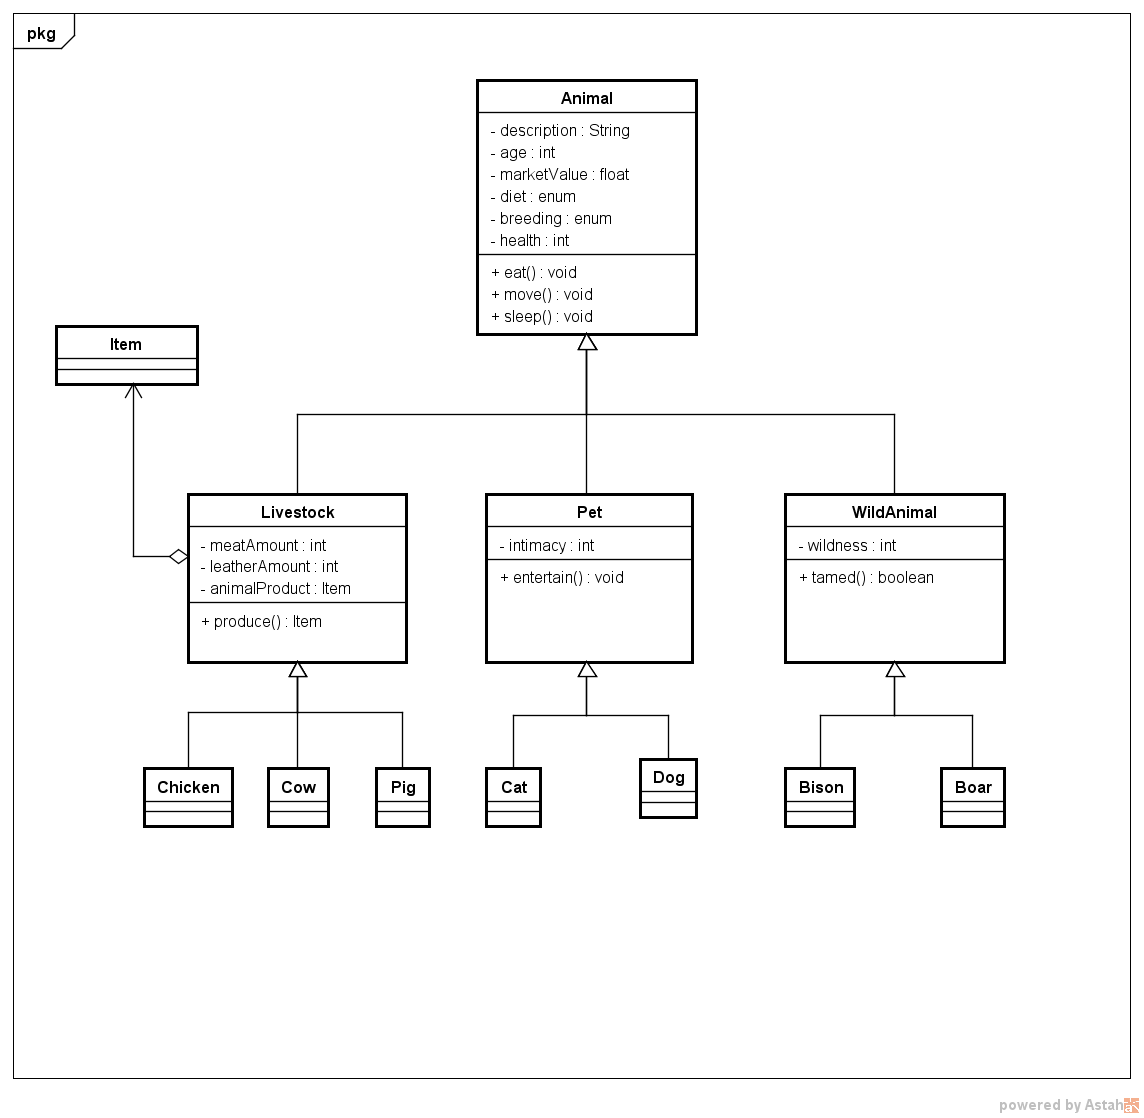 pkg
Animal
- description : String
- age : int
- marketValue : float
- diet : enum
- breeding : enum
- health : int
+ eat() : void
+ move() : void
+ sleep() : void
Item
Livestock
- meatAmount : int
- leatherAmount : int
- animalProduct : Item
+ produce() : Item
Pet
- intimacy : int
+ entertain() : void
WildAnimal
- wildness : int
+ tamed() : boolean
Chicken
Cow
Pig
Cat
Dog
Bison
Boar
powered by Astah